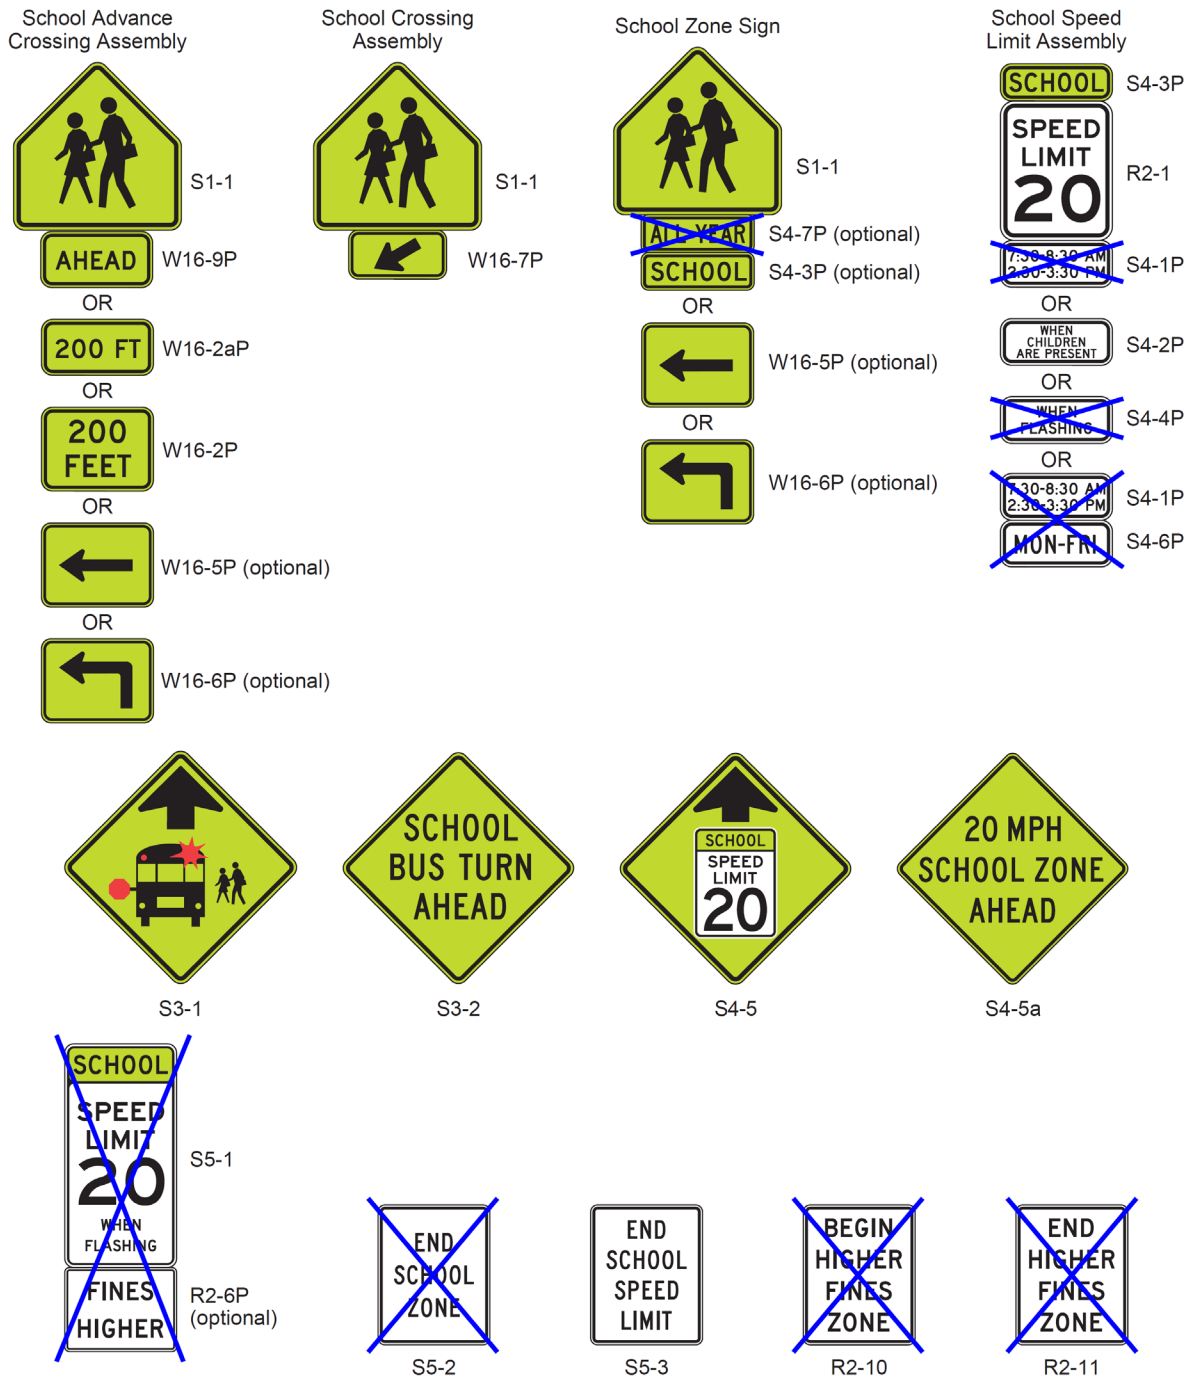 School Advance
Crossing Assembly
S1-1
AHEAD
W16-9P
OR
200 FT
W16-2aP
OR
200
FEET
W16-2P
OR
W16-5P (optional)
OR
W16-6P (optional)
School Crossing
Assembly
S1-1
W16-7P
School Zone Sign
S1-1
ALL YEAR
S4-7P (optional)
SCHOOL
S4-3P (optional)
OR
W16-5P (optional)
OR
W16-6P (optional)
School Speed
Limit Assembly
SCHOOL
S4-3P
SPEED
LIMIT
20
R2-1
7:30-8:30 AM
2:30-3:30 PM
S4-1P
OR
WHEN
CHILDREN
ARE PRESENT
S4-2P
OR
WHEN
FLASHING
S4-4P
OR
7:30-8:30 AM
2:30-3:30 PM
S4-1P
MON-FRI
S4-6P
S3-1
SCHOOL
BUS TURN
AHEAD
S3-2
SCHOOL
SPEED
LIMIT
20
S4-5
20 MPH
SCHOOL ZONE
AHEAD
S4-5a
SCHOOL
SPEED
LIMIT
20
WHEN
FLASHING
S5-1
FINES
HIGHER
R2-6P
(optional)
END
SCHOOL
ZONE
S5-2
END
SCHOOL
SPEED
LIMIT
S5-3
BEGIN
HIGHER
FINES
ZONE
R2-10
END
HIGHER
FINES
ZONE
R2-11